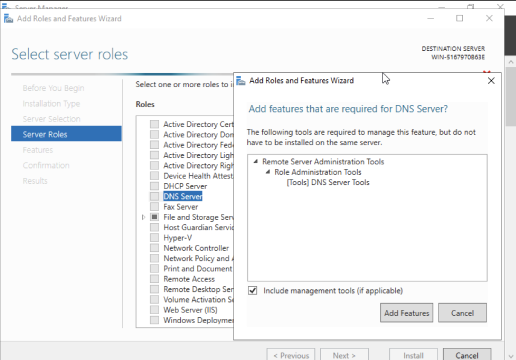 Server Manager
Add Roles and Features Wizard
Select server roles
DESTINATION SERVER
WIN-5167970863E
Before You Begin
Installation Type
Server Selection
Server Roles
Features
Confirmation
Results
Select one or more roles to i
Roles
Active Directory Cert
Active Directory Dom
Active Directory Fede
Active Directory Ligh
Active Directory Righ
Device Health Attest
DHCP Server
DNS Server
Fax Server
File and Storage Serv
Host Guardian Servic
Hyper-V
Network Controller
Network Policy and A
Print and Document
Remote Access
Remote Desktop Ser
Volume Activation S
Web Server (IIS)
Windows Deployme
Add Roles and Features Wizard
Add features that are required for DNS Server?
The following tools are required to manage this feature, but do not
have to be installed on the same server.
Remote Server Administration Tools
Role Administration Tools
[Tools] DNS Server Tools
Include management tools (if applicable)
Add Features
Cancel
< Previous
Next >
Install
Cancel